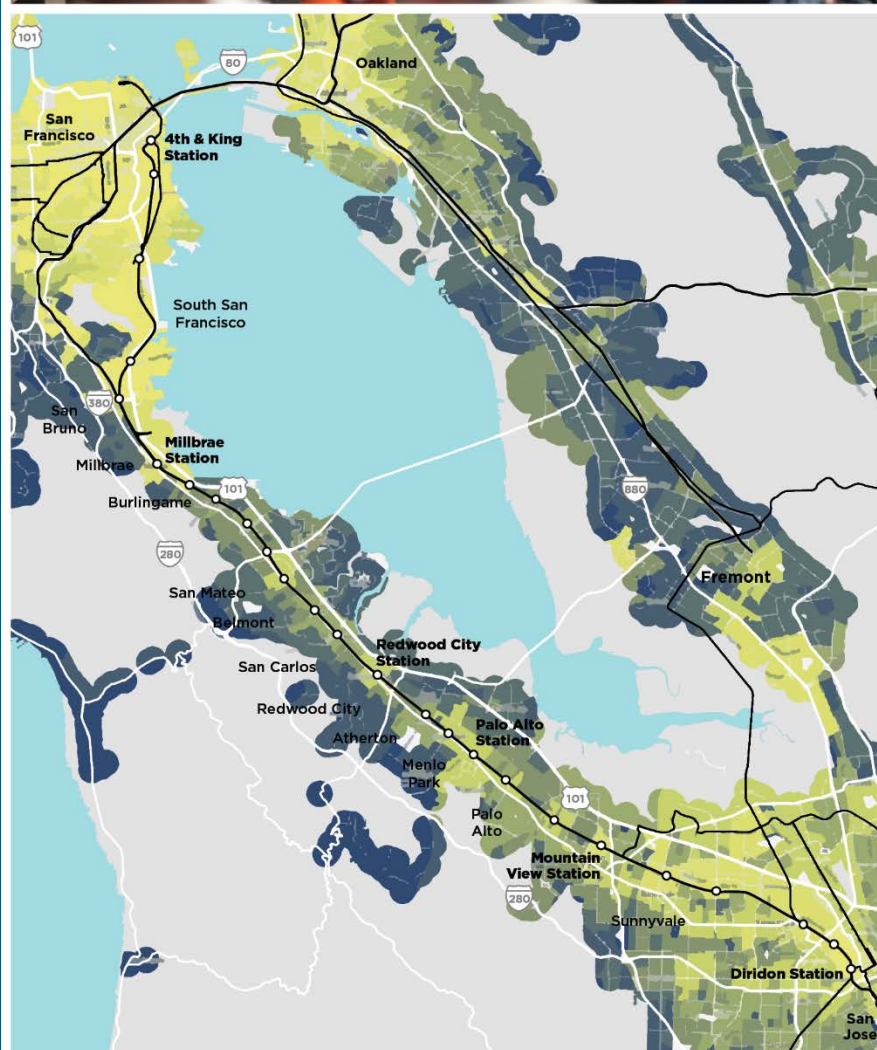 101
80
Oakland
San
Francisco
4th & King
Station
South San
Francisco
380
San
Bruno
Millbrae
Station
Millbrae
101
Burlingame
880
280
Fremont
San Mateo
Belmont
Redwood City
Station
San Carlos
Redwood City
Palo Alto
Station
Atherton
Menlo
Park
101
Palo
Alto
Mountain
View Station
280
Sunnyvale
Diridon Station
San
Jose